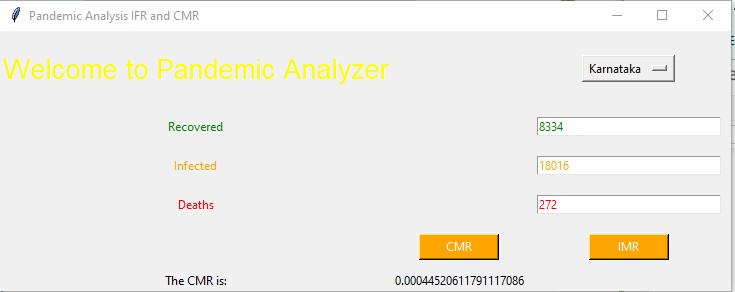 Pandemic Analysis IFR and CMR
Welcome to Pandemic Analyzer
Karnataka
Recovered
8334
Infected
18016
Deaths
272
CMR
IMR
The CMR is:
0.00044520611791117086